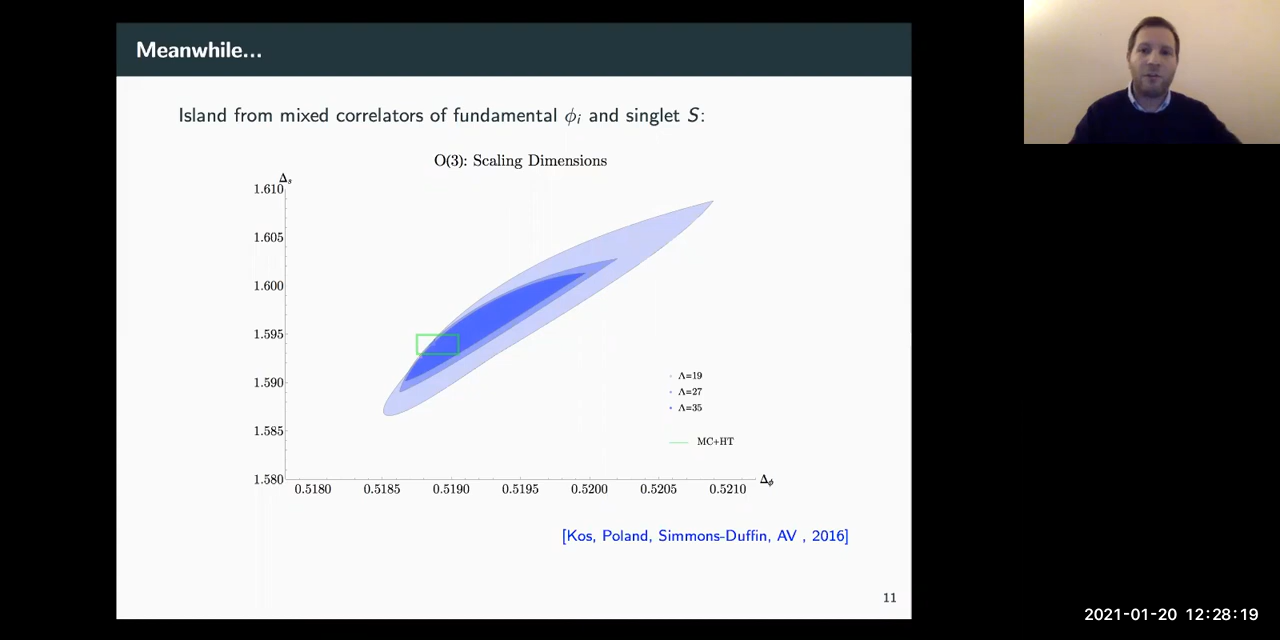 Meanwhile...
Island from mixed correlators of fundamental ϕᵢ and singlet S:
O(3): Scaling Dimensions
Δₛ
1.610
1.605
1.600
1.595
1.590
1.585
1.580
Λ=19
Λ=27
Λ=35
MC+HT
0.5180 0.5185 0.5190 0.5195 0.5200 0.5205 0.5210 Δϕ
[Kos, Poland, Simmons-Duffin, AV , 2016]
11
2021-01-20 12:28:19